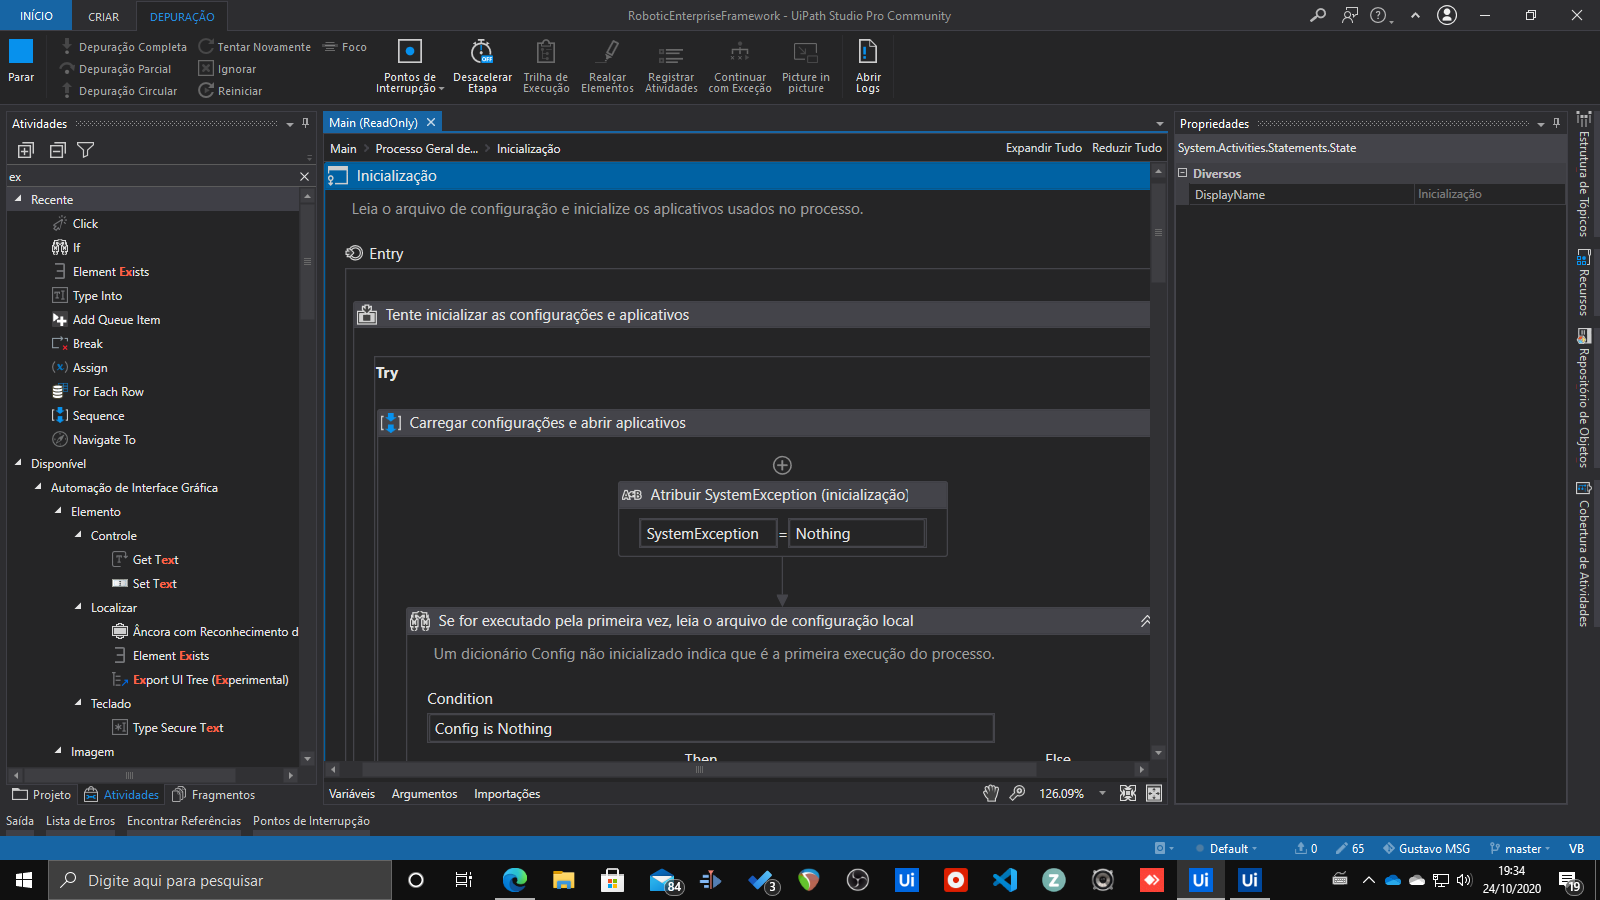 INÍCIO
CRIAR
DEPURAÇÃO
RoboticEnterpriseFramework - UiPath Studio Pro Community
Parar
Depuração Completa
Depuração Parcial
Depuração Circular
Tentar Novamente
Ignorar
Reiniciar
Foco
Pontos de
Interrupção
Desacelerar
Etapa
OFF
Trilha de
Execução
Realçar
Elementos
Registrar
Atividades
Continuar
com Exceção
Picture in
picture
Abrir
Logs
Atividades
ex
Recente
Click
If
Element Exists
Type Into
Add Queue Item
Break
Assign
For Each Row
Sequence
Navigate To
Disponível
Automação de Interface Gráfica
Elemento
Controle
Get Text
Set Text
Localizar
Âncora com Reconhecimento d
Element Exists
Export UI Tree (Experimental)
Teclado
Type Secure Text
Imagem
Projeto
Atividades
Fragmentos
Main (ReadOnly)
Main
Processo Geral de...
Inicialização
Expandir Tudo
Reduzir Tudo
Inicialização
Leia o arquivo de configuração e inicialize os aplicativos usados no processo.
Entry
Tente inicializar as configurações e aplicativos
Try
Carregar configurações e abrir aplicativos
A+B Atribuir SystemException (inicialização)
SystemException = Nothing
Se for executado pela primeira vez, leia o arquivo de configuração local
Um dicionário Config não inicializado indica que é a primeira execução do processo.
Condition
Config is Nothing
Then
Else
Variáveis
Argumentos
Importações
126.09%
Propriedades
System.Activities.Statements.State
Diversos
DisplayName
Inicialização
Estrutura de Tópicos
Recursos
Repositório de Objetos
Cobertura de Atividades
Saída
Lista de Erros
Encontrar Referências
Pontos de Interrupção
Default
0
65
Gustavo MSG
master
VB
Digite aqui para pesquisar
84
3
Ui
Z
Ui
Ui
19:34
24/10/2020
19